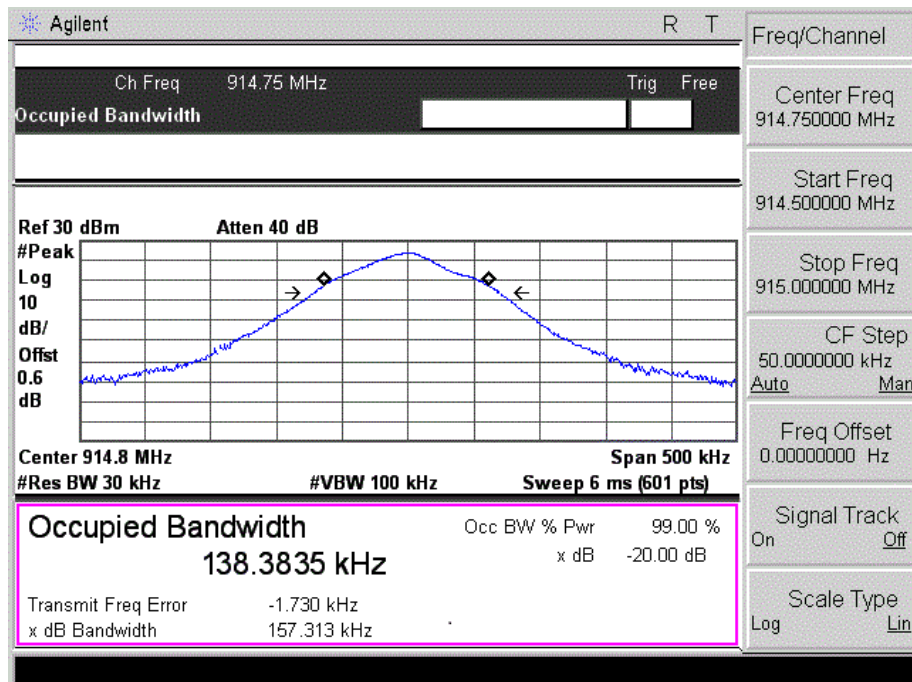 Agilent R T
Ch Freq 914.75 MHz Trig Free
Occupied Bandwidth
Ref 30 dBm Atten 40 dB
#Peak
Log
10
dB/
Offst
0.6
dB
Center 914.8 MHz Span 500 kHz
#Res BW 30 kHz #VBW 100 kHz Sweep 6 ms (601 pts)
Occupied Bandwidth
138.3835 kHz
Occ BW % Pwr 99.00 %
x dB -20.00 dB
Transmit Freq Error -1.730 kHz
x dB Bandwidth 157.313 kHz
Freq/Channel
Center Freq
914.750000 MHz
Start Freq
914.500000 MHz
Stop Freq
915.000000 MHz
CF Step
50.0000000 kHz
Auto Man
Freq Offset
0.00000000 Hz
Signal Track
On Off
Scale Type
Log Lin